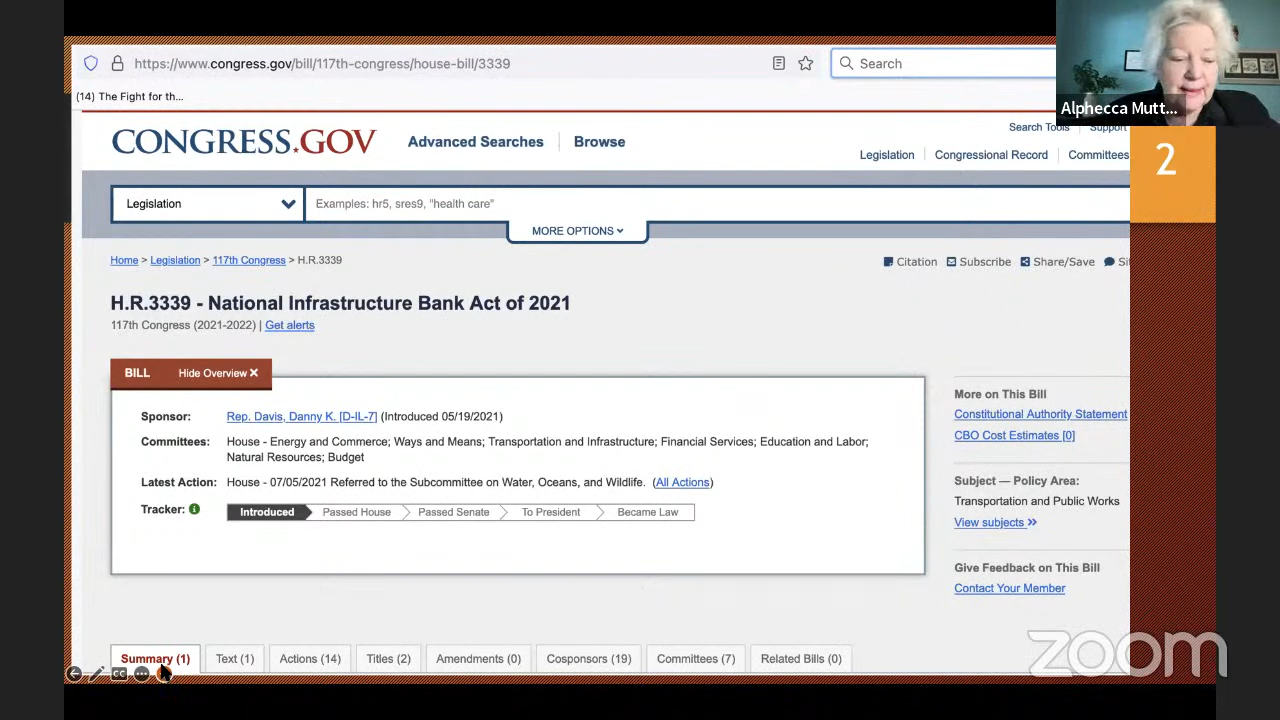 https://www.congress.gov/bill/117th-congress/house-bill/3339
Search
(14) The Fight for th...
Alphecca Mutt...
CONGRESS.GOV
Advanced Searches
Browse
Search Tools
Support
Legislation
Congressional Record
Committees
2
Legislation
Examples: hr5, sres9, "health care"
MORE OPTIONS
Home > Legislation > 117th Congress > H.R.3339
Citation
Subscribe
Share/Save
H.R.3339 - National Infrastructure Bank Act of 2021
117th Congress (2021-2022) | Get alerts
BILL
Hide Overview ×
Sponsor: Rep. Davis, Danny K. [D-IL-7] (Introduced 05/19/2021)
Committees: House - Energy and Commerce; Ways and Means; Transportation and Infrastructure; Financial Services; Education and Labor;
Natural Resources; Budget
Latest Action: House - 07/05/2021 Referred to the Subcommittee on Water, Oceans, and Wildlife. (All Actions)
Tracker:
Introduced
Passed House
Passed Senate
To President
Became Law
More on This Bill
Constitutional Authority Statement
CBO Cost Estimates [0]
Subject — Policy Area:
Transportation and Public Works
View subjects »
Give Feedback on This Bill
Contact Your Member
Summary (1)
Text (1)
Actions (14)
Titles (2)
Amendments (0)
Cosponsors (19)
Committees (7)
Related Bills (0)
CC
zoom